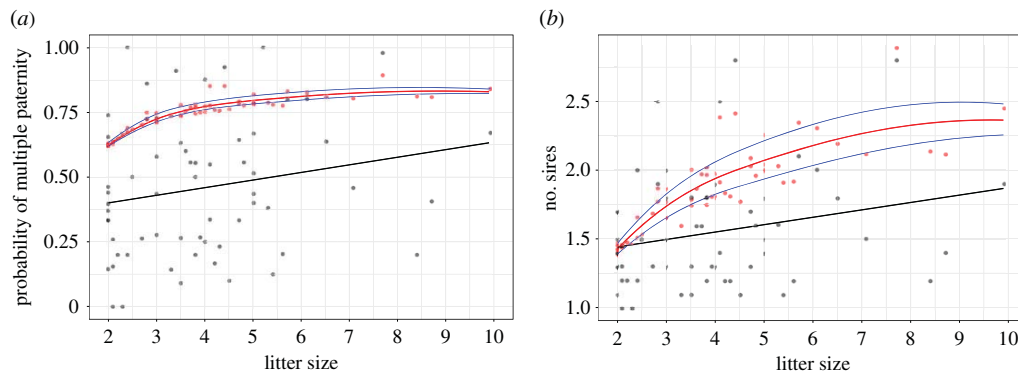 (a)
probability of multiple paternity
1.00
0.75
0.50
0.25
0
2 3 4 5 6 7 8 9 10
litter size
(b)
no. sires
2.5
2.0
1.5
1.0
2 3 4 5 6 7 8 9 10
litter size